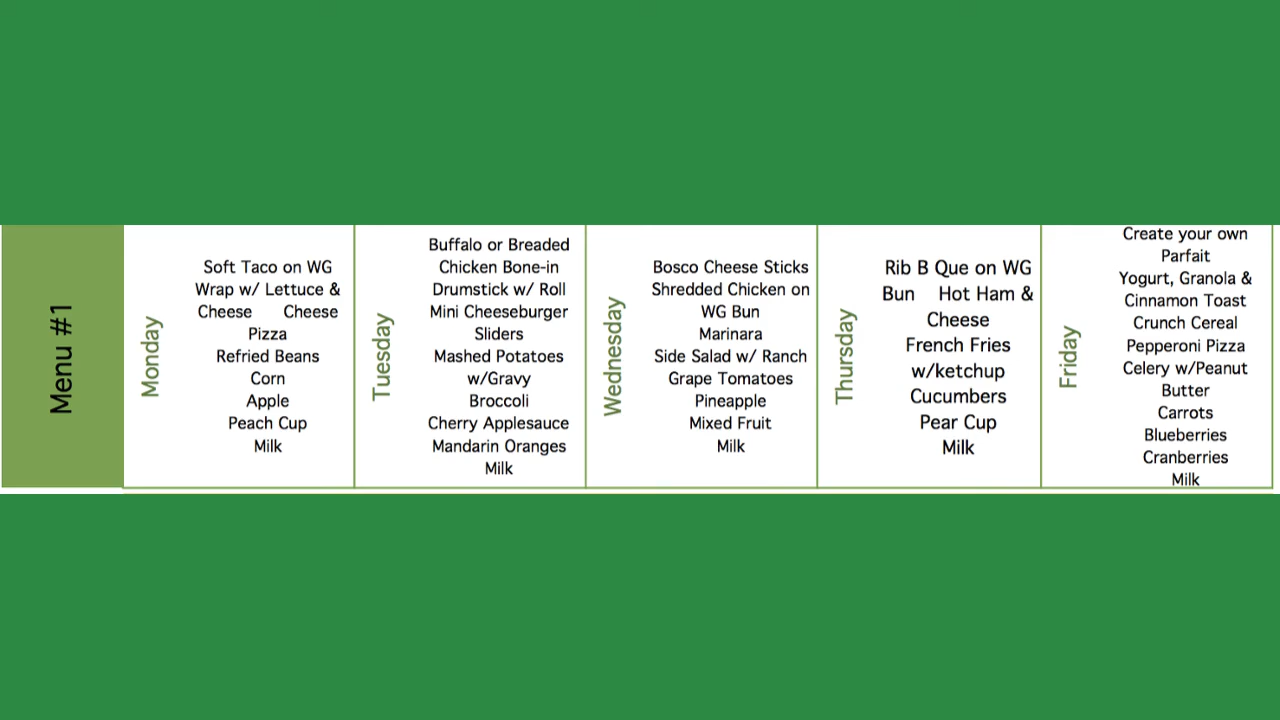 Menu #1
Monday
Soft Taco on WG
Wrap w/ Lettuce &
Cheese Cheese
Pizza
Refried Beans
Corn
Apple
Peach Cup
Milk
Tuesday
Buffalo or Breaded
Chicken Bone-in
Drumstick w/ Roll
Mini Cheeseburger
Sliders
Mashed Potatoes
w/Gravy
Broccoli
Cherry Applesauce
Mandarin Oranges
Milk
Wednesday
Bosco Cheese Sticks
Shredded Chicken on
WG Bun
Marinara
Side Salad w/ Ranch
Grape Tomatoes
Pineapple
Mixed Fruit
Milk
Thursday
Rib B Que on WG
Bun Hot Ham &
Cheese
French Fries
w/ketchup
Cucumbers
Pear Cup
Milk
Friday
Create your own
Parfait
Yogurt, Granola &
Cinnamon Toast
Crunch Cereal
Pepperoni Pizza
Celery w/Peanut
Butter
Carrots
Blueberries
Cranberries
Milk